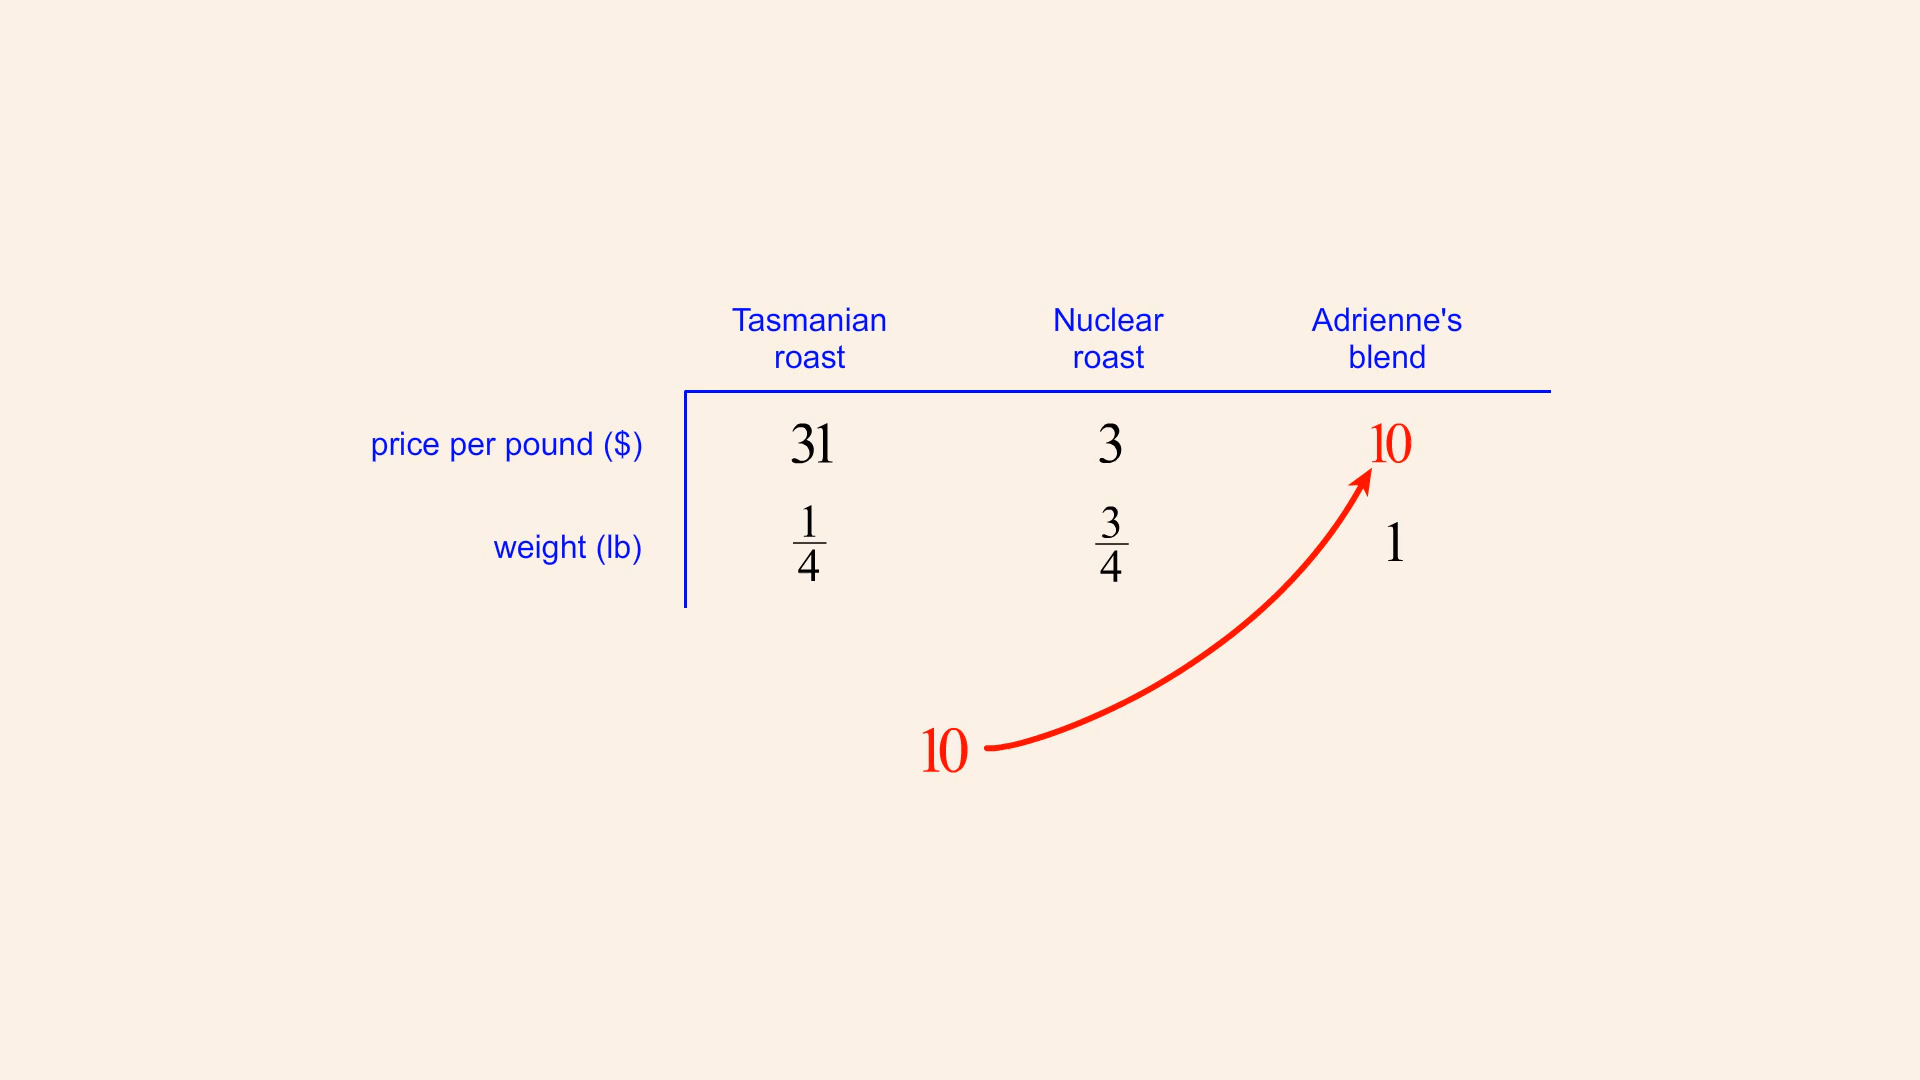 Tasmanian roast Nuclear roast Adrienne's blend
price per pound ($) 31 3 10
weight (lb) 1/4 3/4 1
10